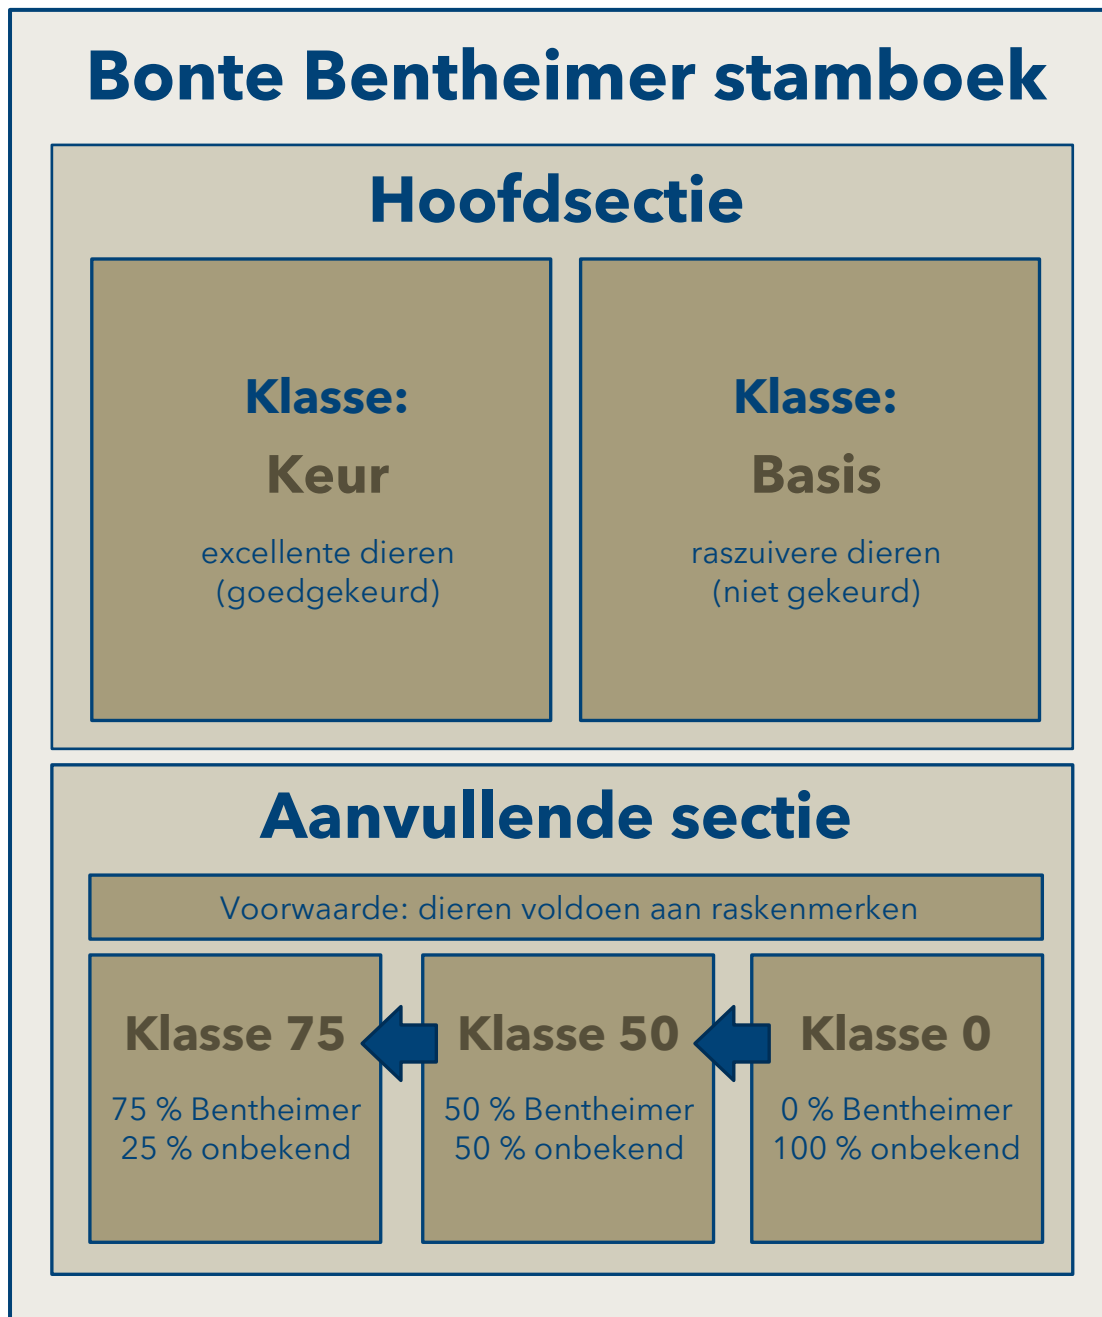 Bonte Bentheimer stamboek
Hoofdsectie
Klasse:
Keur
excellente dieren
(goedgekeurd)
Klasse:
Basis
raszuivere dieren
(niet gekeurd)
Aanvullende sectie
Voorwaarde: dieren voldoen aan raskenmerken
Klasse 75
75 % Bentheimer
25 % onbekend
Klasse 50
50 % Bentheimer
50 % onbekend
Klasse 0
0 % Bentheimer
100 % onbekend